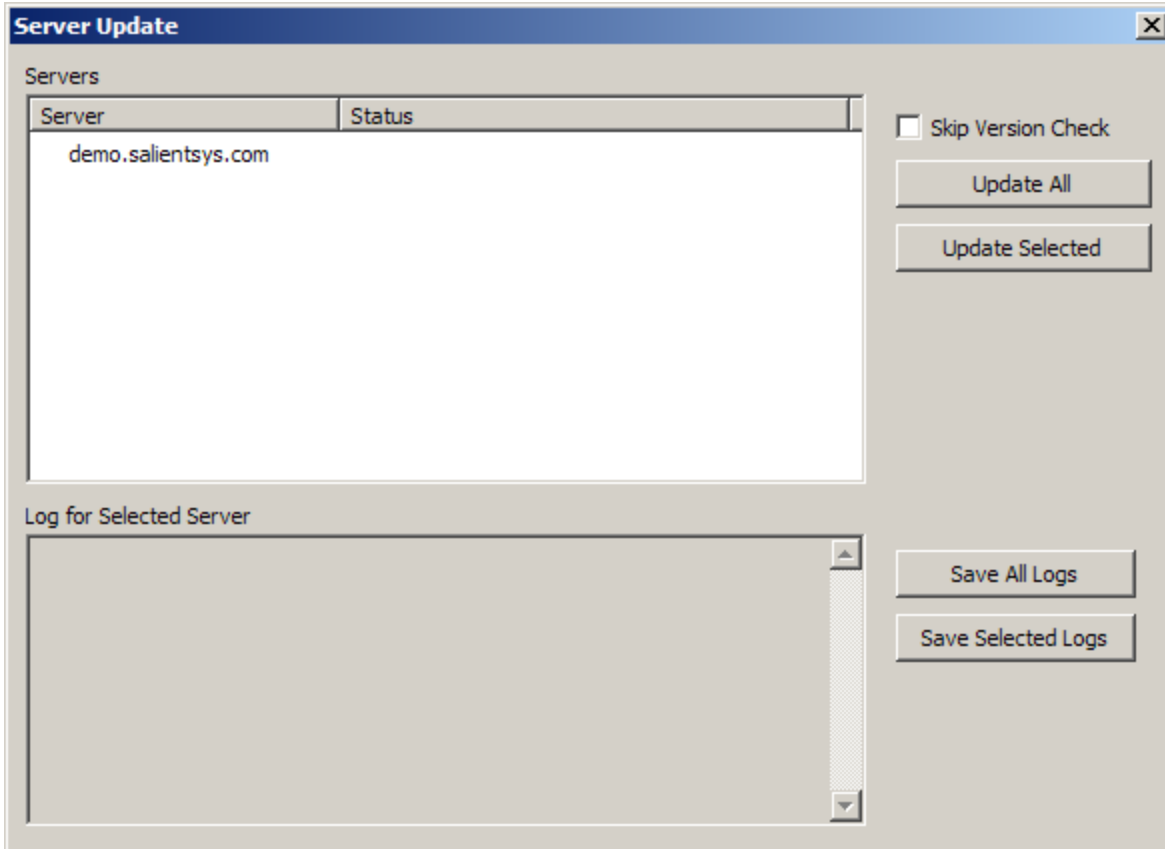 Server Update
Servers
Server Status
demo.salientsys.com
Skip Version Check
Update All
Update Selected
Log for Selected Server
Save All Logs
Save Selected Logs